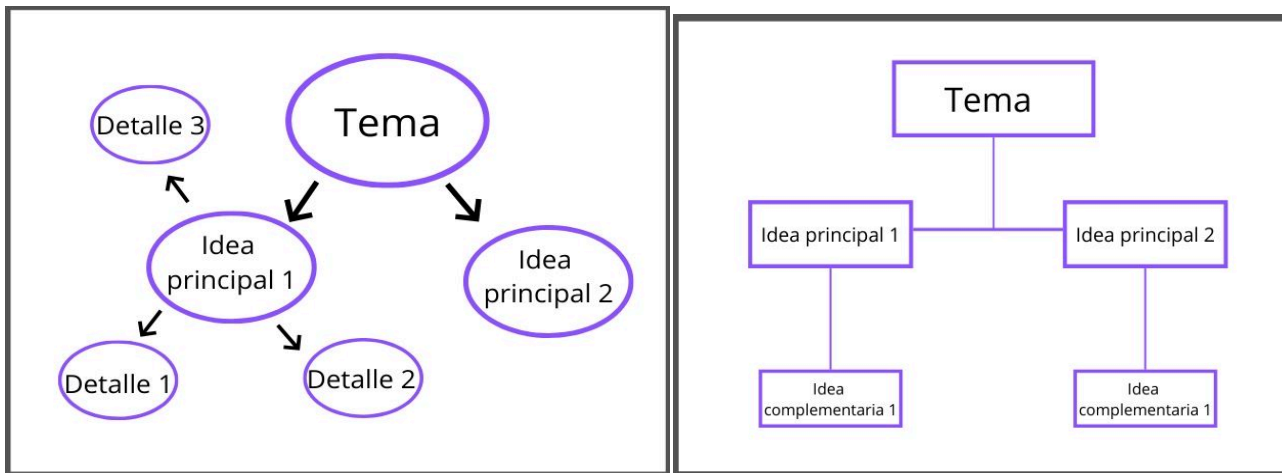 Tema
Detalle 3
Idea
principal 1
Idea
principal 2
Detalle 1
Detalle 2
Tema
Idea principal 1
Idea principal 2
Idea
complementaria 1
Idea
complementaria 1